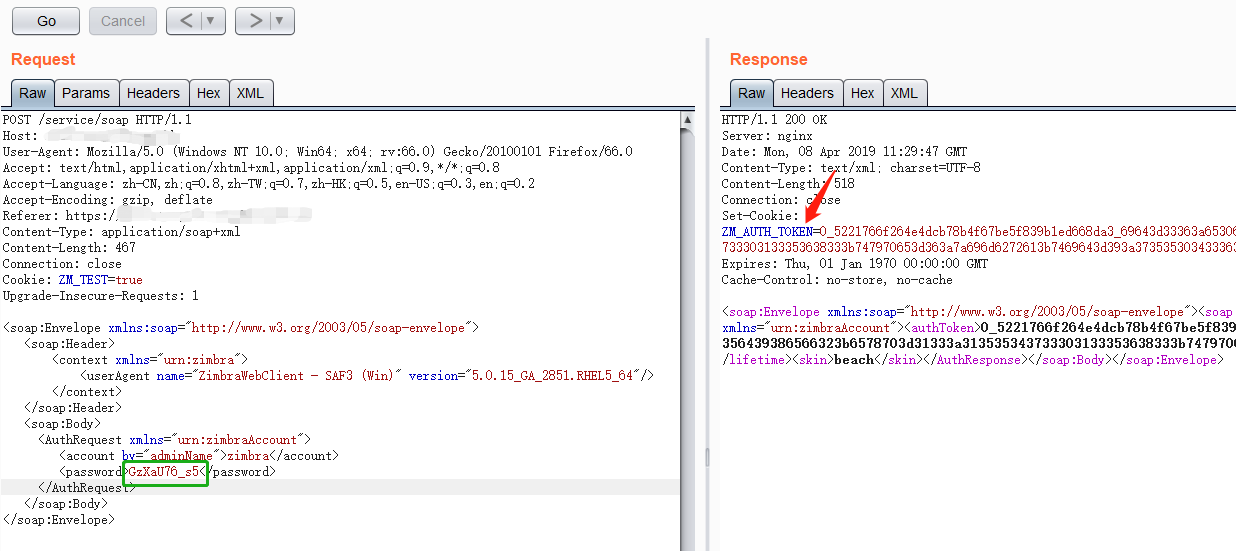 Go
Cancel
<
▼
>
▼
Request
Raw
Params
Headers
Hex
XML
POST /service/soap HTTP/1.1
Host:
User-Agent: Mozilla/5.0 (Windows NT 10.0; Win64; x64; rv:66.0) Gecko/20100101 Firefox/66.0
Accept: text/html,application/xhtml+xml,application/xml;q=0.9,*/*;q=0.8
Accept-Language: zh-CN,zh;q=0.8,zh-TW;q=0.7,zh-HK;q=0.5,en-US;q=0.3,en;q=0.2
Accept-Encoding: gzip, deflate
Referer: https:/
Content-Type: application/soap+xml
Content-Length: 467
Connection: close
Cookie: ZM_TEST=true
Upgrade-Insecure-Requests: 1
<soap:Envelope xmlns:soap="http://www.w3.org/2003/05/soap-envelope">
<soap:Header>
<context xmlns="urn:zimbra">
<userAgent name="ZimbraWebClient - SAF3 (Win)" version="5.0.15_GA_2851.RHEL5_64"/>
</context>
</soap:Header>
<soap:Body>
<AuthRequest xmlns="urn:zimbraAccount">
<account by="adminName">zimbra</account>
<password>GzXaU76_s5</password>
</AuthRequest>
</soap:Body>
</soap:Envelope>
Response
Raw
Headers
Hex
XML
HTTP/1.1 200 OK
Server: nginx
Date: Mon, 08 Apr 2019 11:29:47 GMT
Content-Type: text/xml; charset=UTF-8
Content-Length: 518
Connection: close
Set-Cookie:
ZM_AUTH_TOKEN=0_5221766f264e4dcb78b4f67be5f839b1ed668da3_69643d33363a65306
733303133353638333b747970653d363a7a696d6272613b7469643d393a3735353034333363
Expires: Thu, 01 Jan 1970 00:00:00 GMT
Cache-Control: no-store, no-cache
<soap:Envelope xmlns:soap="http://www.w3.org/2003/05/soap-envelope"><soap
xmlns="urn:zimbraAccount"><authToken>0_5221766f264e4dcb78b4f67be5f839
356439386566323b6578703d31333a313535343733303133353638333b7479706
/lifetime><skin>beach</skin></AuthResponse></soap:Body></soap:Envelope>